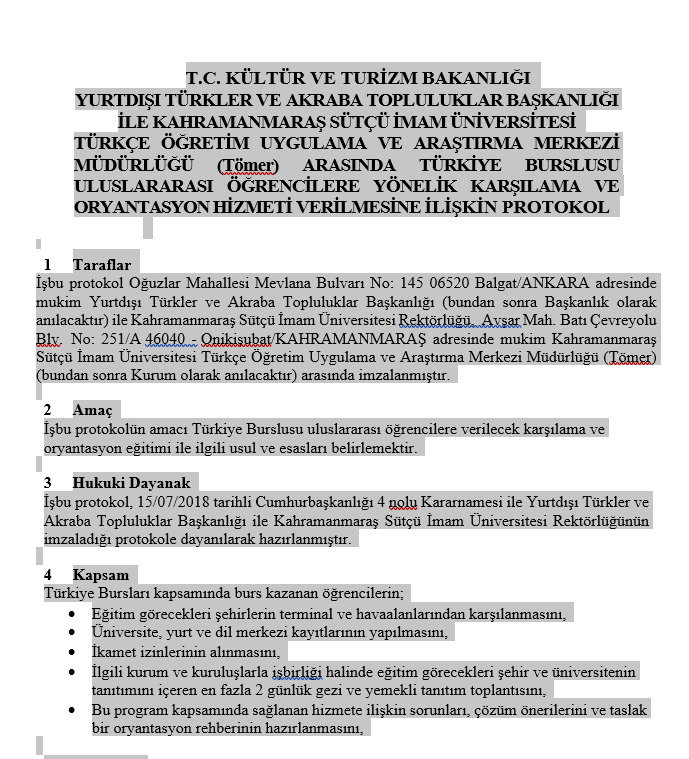 T.C. KÜLTÜR VE TURİZM BAKANLIĞI
YURTDIŞI TÜRKLER VE AKRABA TOPLULUKLAR BAŞKANLIĞI
İLE KAHRAMANMARAŞ SÜTÇÜ İMAM ÜNİVERSİTESİ
TÜRKÇE ÖĞRETİM UYGULAMA VE ARAŞTIRMA MERKEZİ
MÜDÜRLÜĞÜ (Tömer) ARASINDA TÜRKİYE BURSLUSU
ULUSLARARASI ÖĞRENCİLERE YÖNELİK KARŞILAMA VE
ORYANTASYON HİZMETİ VERİLMESİNE İLİŞKİN PROTOKOL
1 Taraflar
İşbu protokol Oğuzlar Mahallesi Mevlana Bulvarı No: 145 06520 Balgat/ANKARA adresinde
mukim Yurtdışı Türkler ve Akraba Topluluklar Başkanlığı (bundan sonra Başkanlık olarak
anılacaktır) ile Kahramanmaraş Sütçü İmam Üniversitesi Rektörlüğü, Avşar Mah. Batı Çevreyolu
Blv. No: 251/A 46040 - Onikişubat/KAHRAMANMARAŞ adresinde mukim Kahramanmaraş
Sütçü İmam Üniversitesi Türkçe Öğretim Uygulama ve Araştırma Merkezi Müdürlüğü (Tömer)
(bundan sonra Kurum olarak anılacaktır) arasında imzalanmıştır.
2 Amaç
İşbu protokolün amacı Türkiye Burslusu uluslararası öğrencilere verilecek karşılama ve
oryantasyon eğitimi ile ilgili usul ve esasları belirlemektir.
3 Hukuki Dayanak
İşbu protokol, 15/07/2018 tarihli Cumhurbaşkanlığı 4 nolu Kararnamesi ile Yurtdışı Türkler ve
Akraba Topluluklar Başkanlığı ile Kahramanmaraş Sütçü İmam Üniversitesi Rektörlüğünün
imzaladığı protokole dayanılarak hazırlanmıştır.
4 Kapsam
Türkiye Bursları kapsamında burs kazanan öğrencilerin;
• Eğitim görecekleri şehirlerin terminal ve havaalanlarından karşılanmasını,
• Üniversite, yurt ve dil merkezi kayıtlarının yapılmasını,
• İkamet izinlerinin alınmasını,
• İlgili kurum ve kuruluşlarla işbirliği halinde eğitim görecekleri şehir ve üniversitenin
tanıtımını içeren en fazla 2 günlük gezi ve yemekli tanıtım toplantısını,
• Bu program kapsamında sağlanan hizmete ilişkin sorunları, çözüm önerilerini ve taslak
bir oryantasyon rehberinin hazırlanmasını,